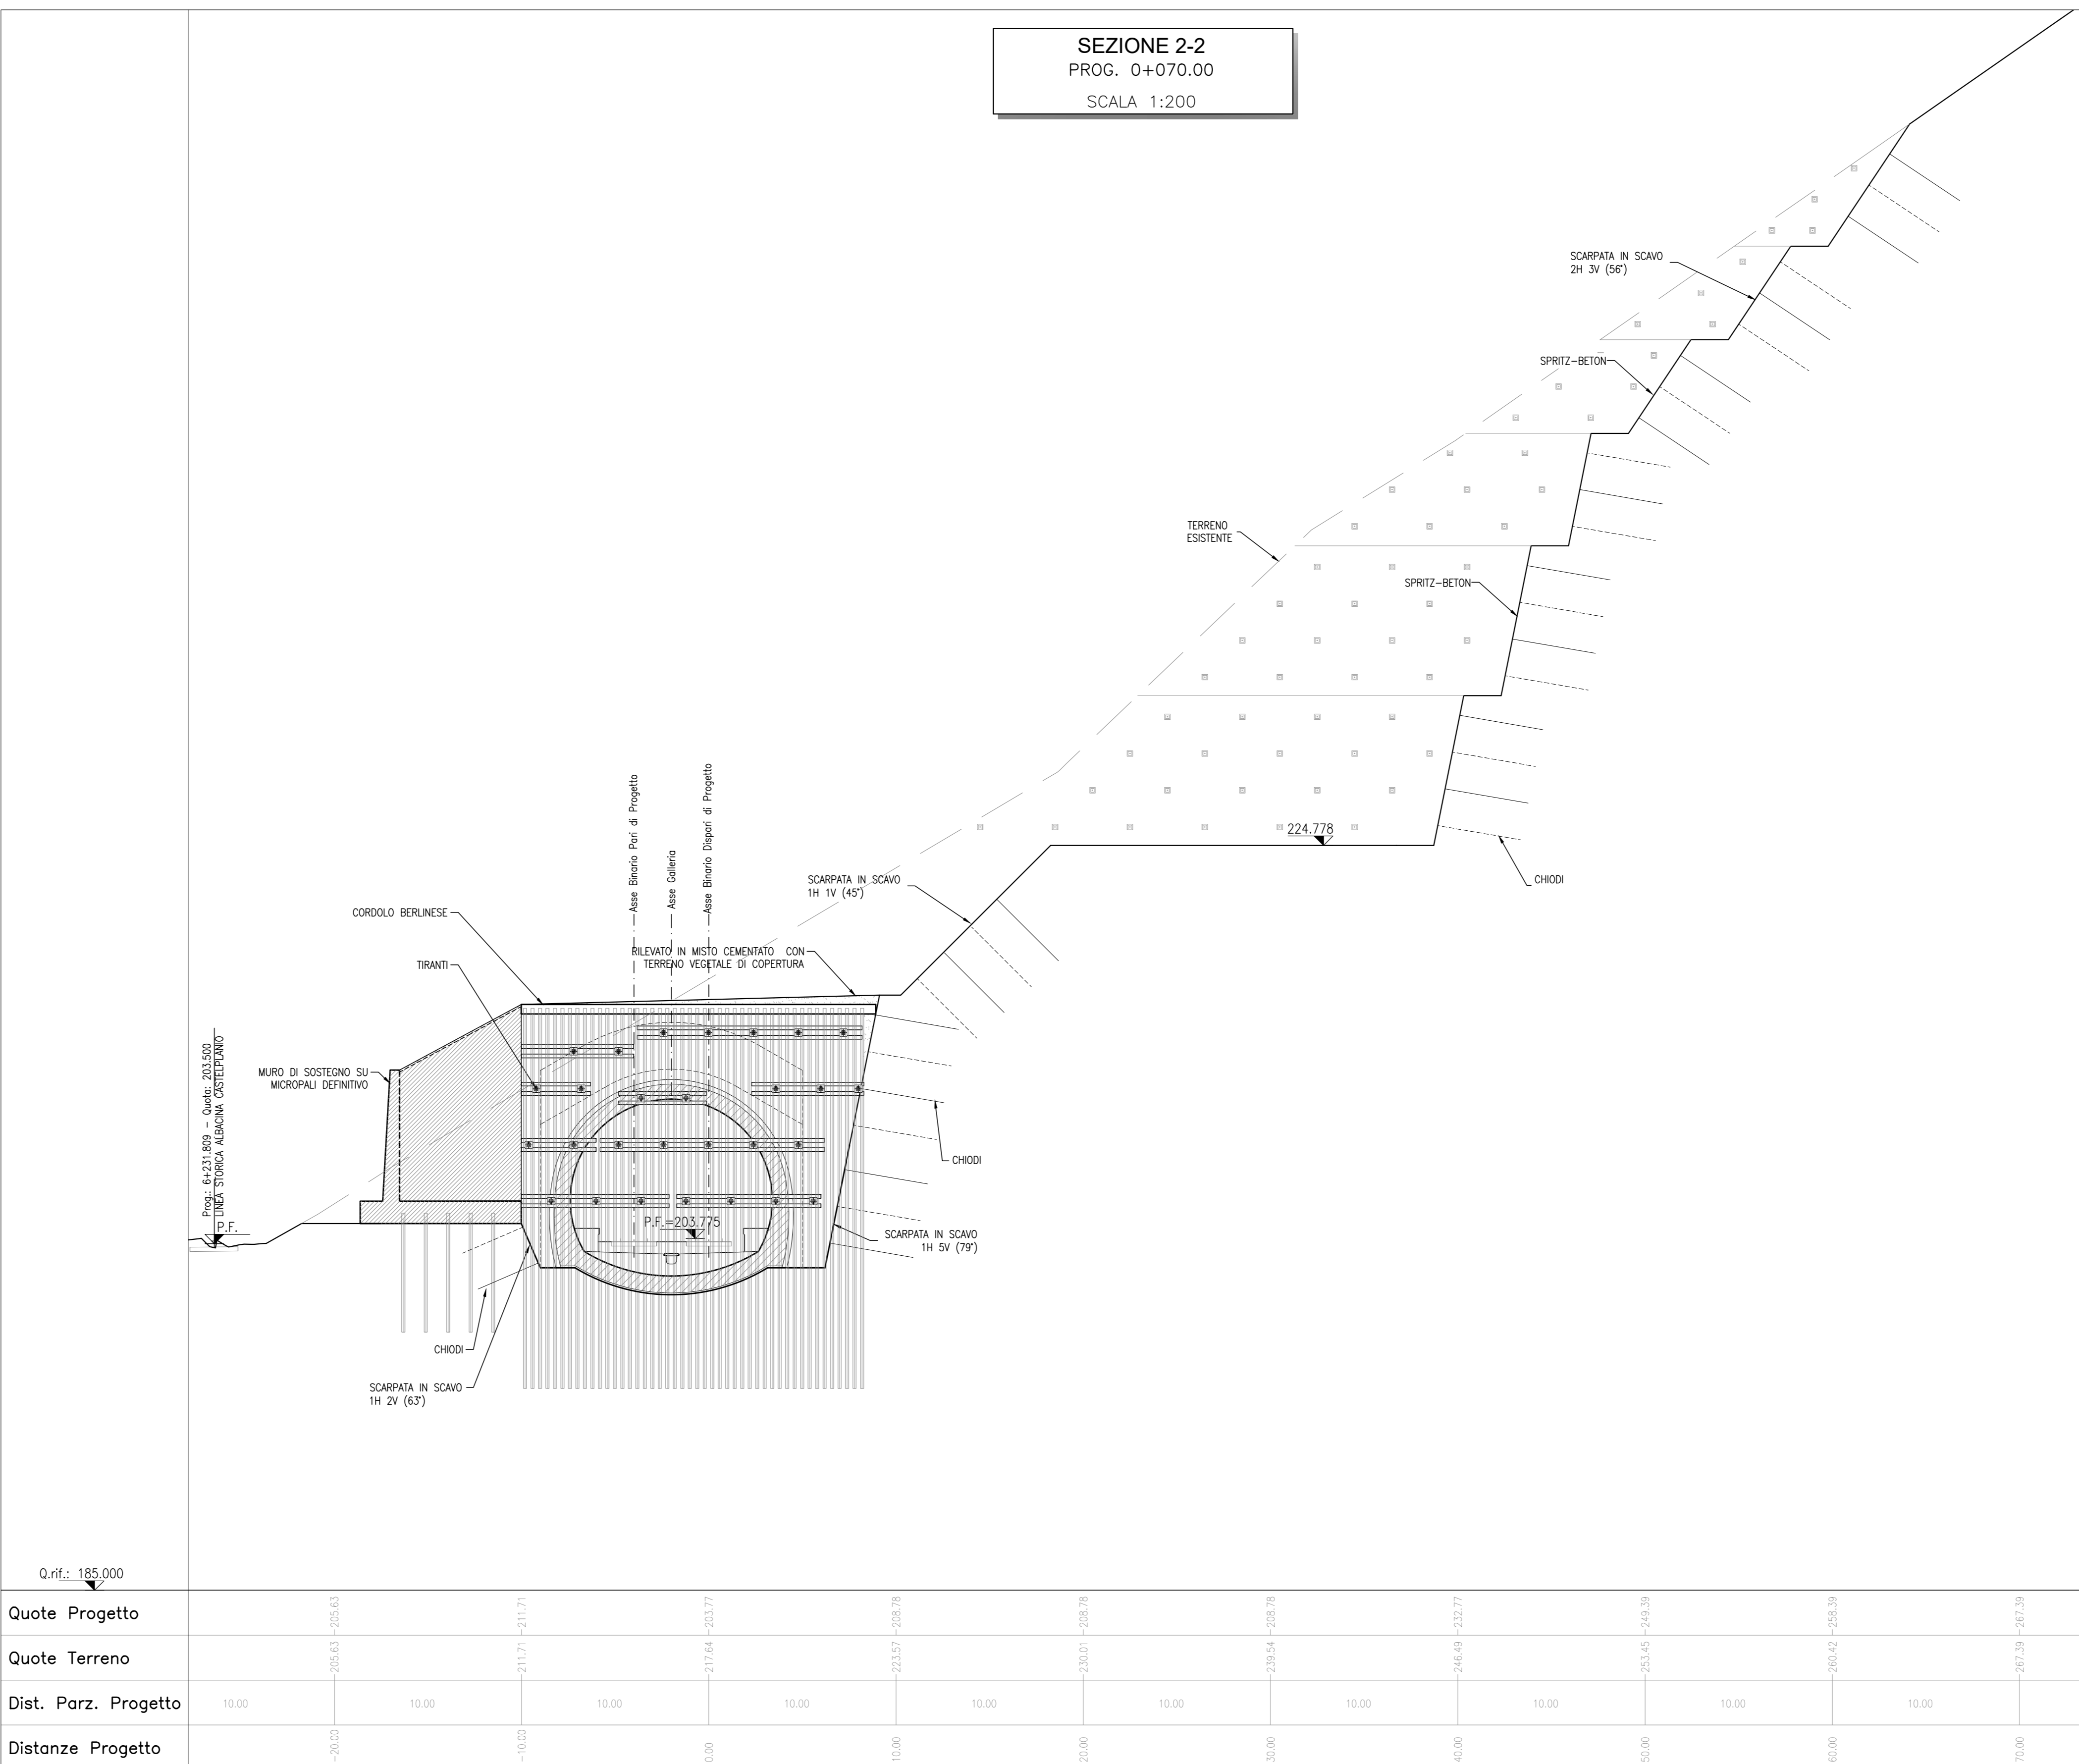 SEZIONE 2-2
PROG. 0+070.00
SCALA 1:200
SCARPATA IN SCAVO
2H 3V (56°)
SPRITZ-BETON
TERRENO
ESISTENTE
SPRITZ-BETON
224.778
CHIODI
SCARPATA IN SCAVO
1H 1V (45°)
Asse Binario Pari di Progetto
Asse Galleria
Asse Binario Dispari di Progetto
CORDOLO BERLINESE
RILEVATO IN MISTO CEMENTATO CON
TERRENO VEGETALE DI COPERTURA
TIRANTI
MURO DI SOSTEGNO SU
MICROPALI DEFINITIVO
Prog.: 6+231.809 - Quota: 203.500
LINEA STORICA ALBACINA CASTELPLANIO
P.F.
CHIODI
P.F.=203.775
SCARPATA IN SCAVO
1H 5V (79°)
CHIODI
SCARPATA IN SCAVO
1H 2V (63°)
Q.rif.: 185.000
Quote Progetto 205.63 211.71 203.77 208.78 208.78 208.78 232.77 249.39 258.39 267.39
Quote Terreno 205.63 211.71 217.64 223.57 230.01 239.54 246.49 253.45 260.42 267.39
Dist. Parz. Progetto 10.00 10.00 10.00 10.00 10.00 10.00 10.00 10.00 10.00 10.00
Distanze Progetto -20.00 -10.00 0.00 10.00 20.00 30.00 40.00 50.00 60.00 70.00